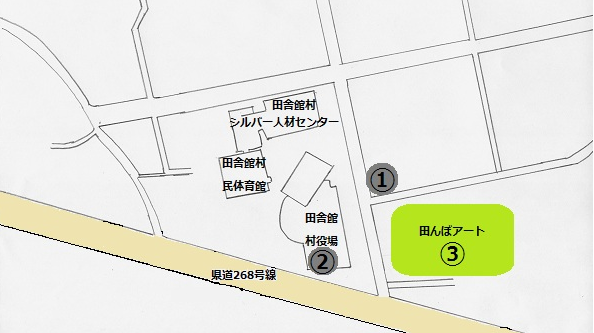 田舎館村
シルバー人材センター
田舎館村
民体育館
①
田舎館
村役場
②
田んぼアート
③
県道268号線